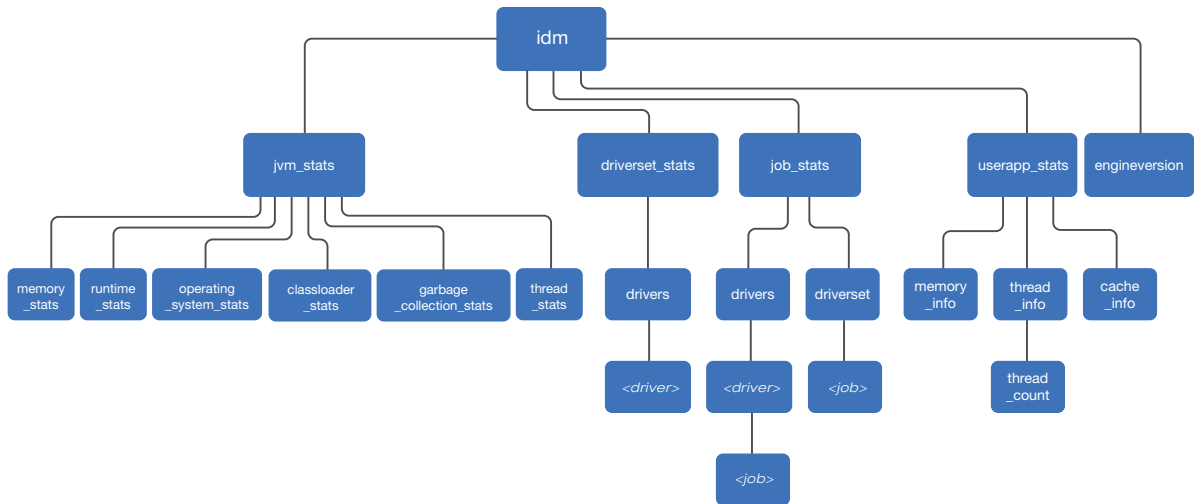 idm
jvm_stats
driverset_stats
job_stats
userapp_stats
engineversion
memory
_stats
runtime
_stats
operating
_system_stats
classloader
_stats
garbage
_collection_stats
thread
_stats
drivers
drivers
driverset
memory
_info
thread
_info
cache
_info
<driver>
<driver>
<job>
thread
_count
<job>